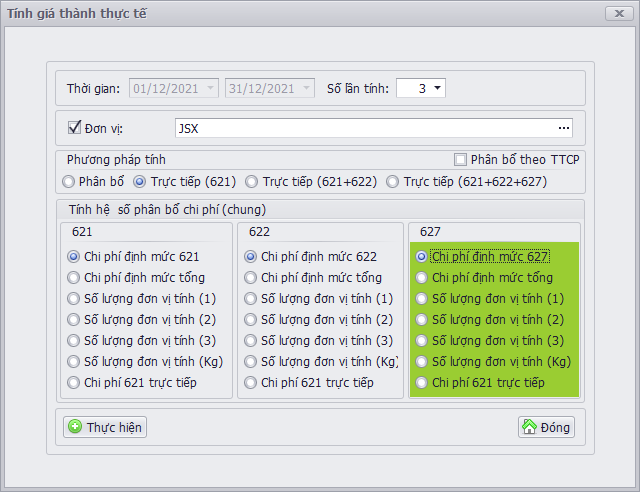 Tính giá thành thực tế
Thời gian: 01/12/2021 31/12/2021 Số lần tính: 3
Đơn vị: JSX ...
Phương pháp tính Phân bổ theo TTCP
Phân bổ Trực tiếp (621) Trực tiếp (621+622) Trực tiếp (621+622+627)
Tính hệ số phân bổ chi phí (chung)
621
Chi phí định mức 621
Chi phí định mức tổng
Số lượng đơn vị tính (1)
Số lượng đơn vị tính (2)
Số lượng đơn vị tính (3)
Số lượng đơn vị tính (Kg)
Chi phí 621 trực tiếp
622
Chi phí định mức 622
Chi phí định mức tổng
Số lượng đơn vị tính (1)
Số lượng đơn vị tính (2)
Số lượng đơn vị tính (3)
Số lượng đơn vị tính (Kg)
Chi phí 621 trực tiếp
627
Chi phí định mức 627
Chi phí định mức tổng
Số lượng đơn vị tính (1)
Số lượng đơn vị tính (2)
Số lượng đơn vị tính (3)
Số lượng đơn vị tính (Kg)
Chi phí 621 trực tiếp
Thực hiện Đóng